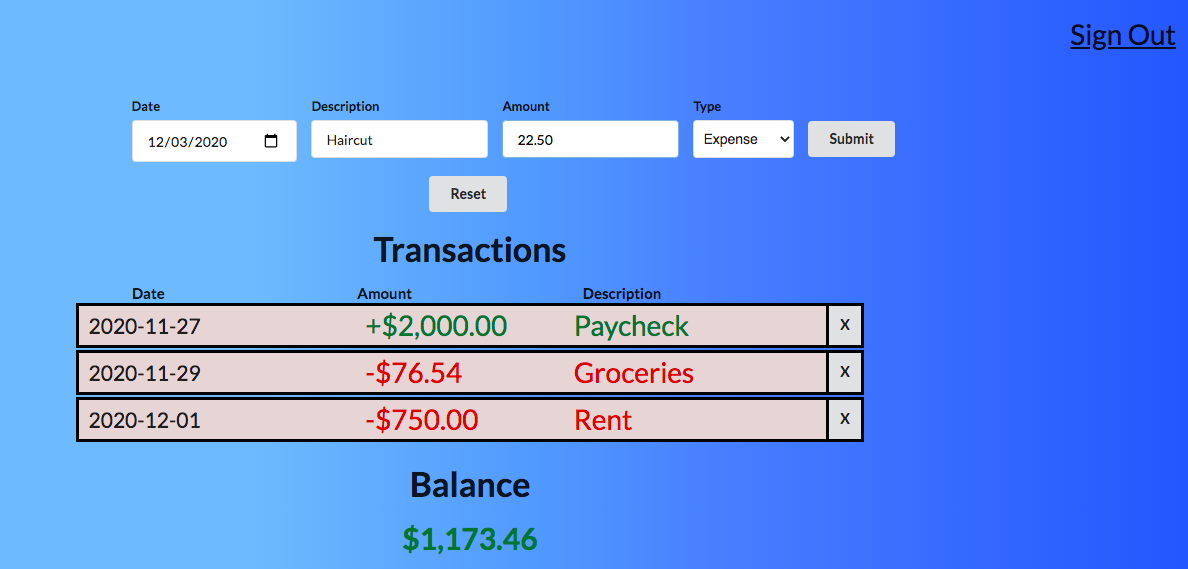 Sign Out
Date Description Amount Type
12/03/2020 Haircut 22.50 Expense Submit
Reset
Transactions
Date Amount Description
2020-11-27 +$2,000.00 Paycheck X
2020-11-29 -$76.54 Groceries X
2020-12-01 -$750.00 Rent X
Balance
$1,173.46